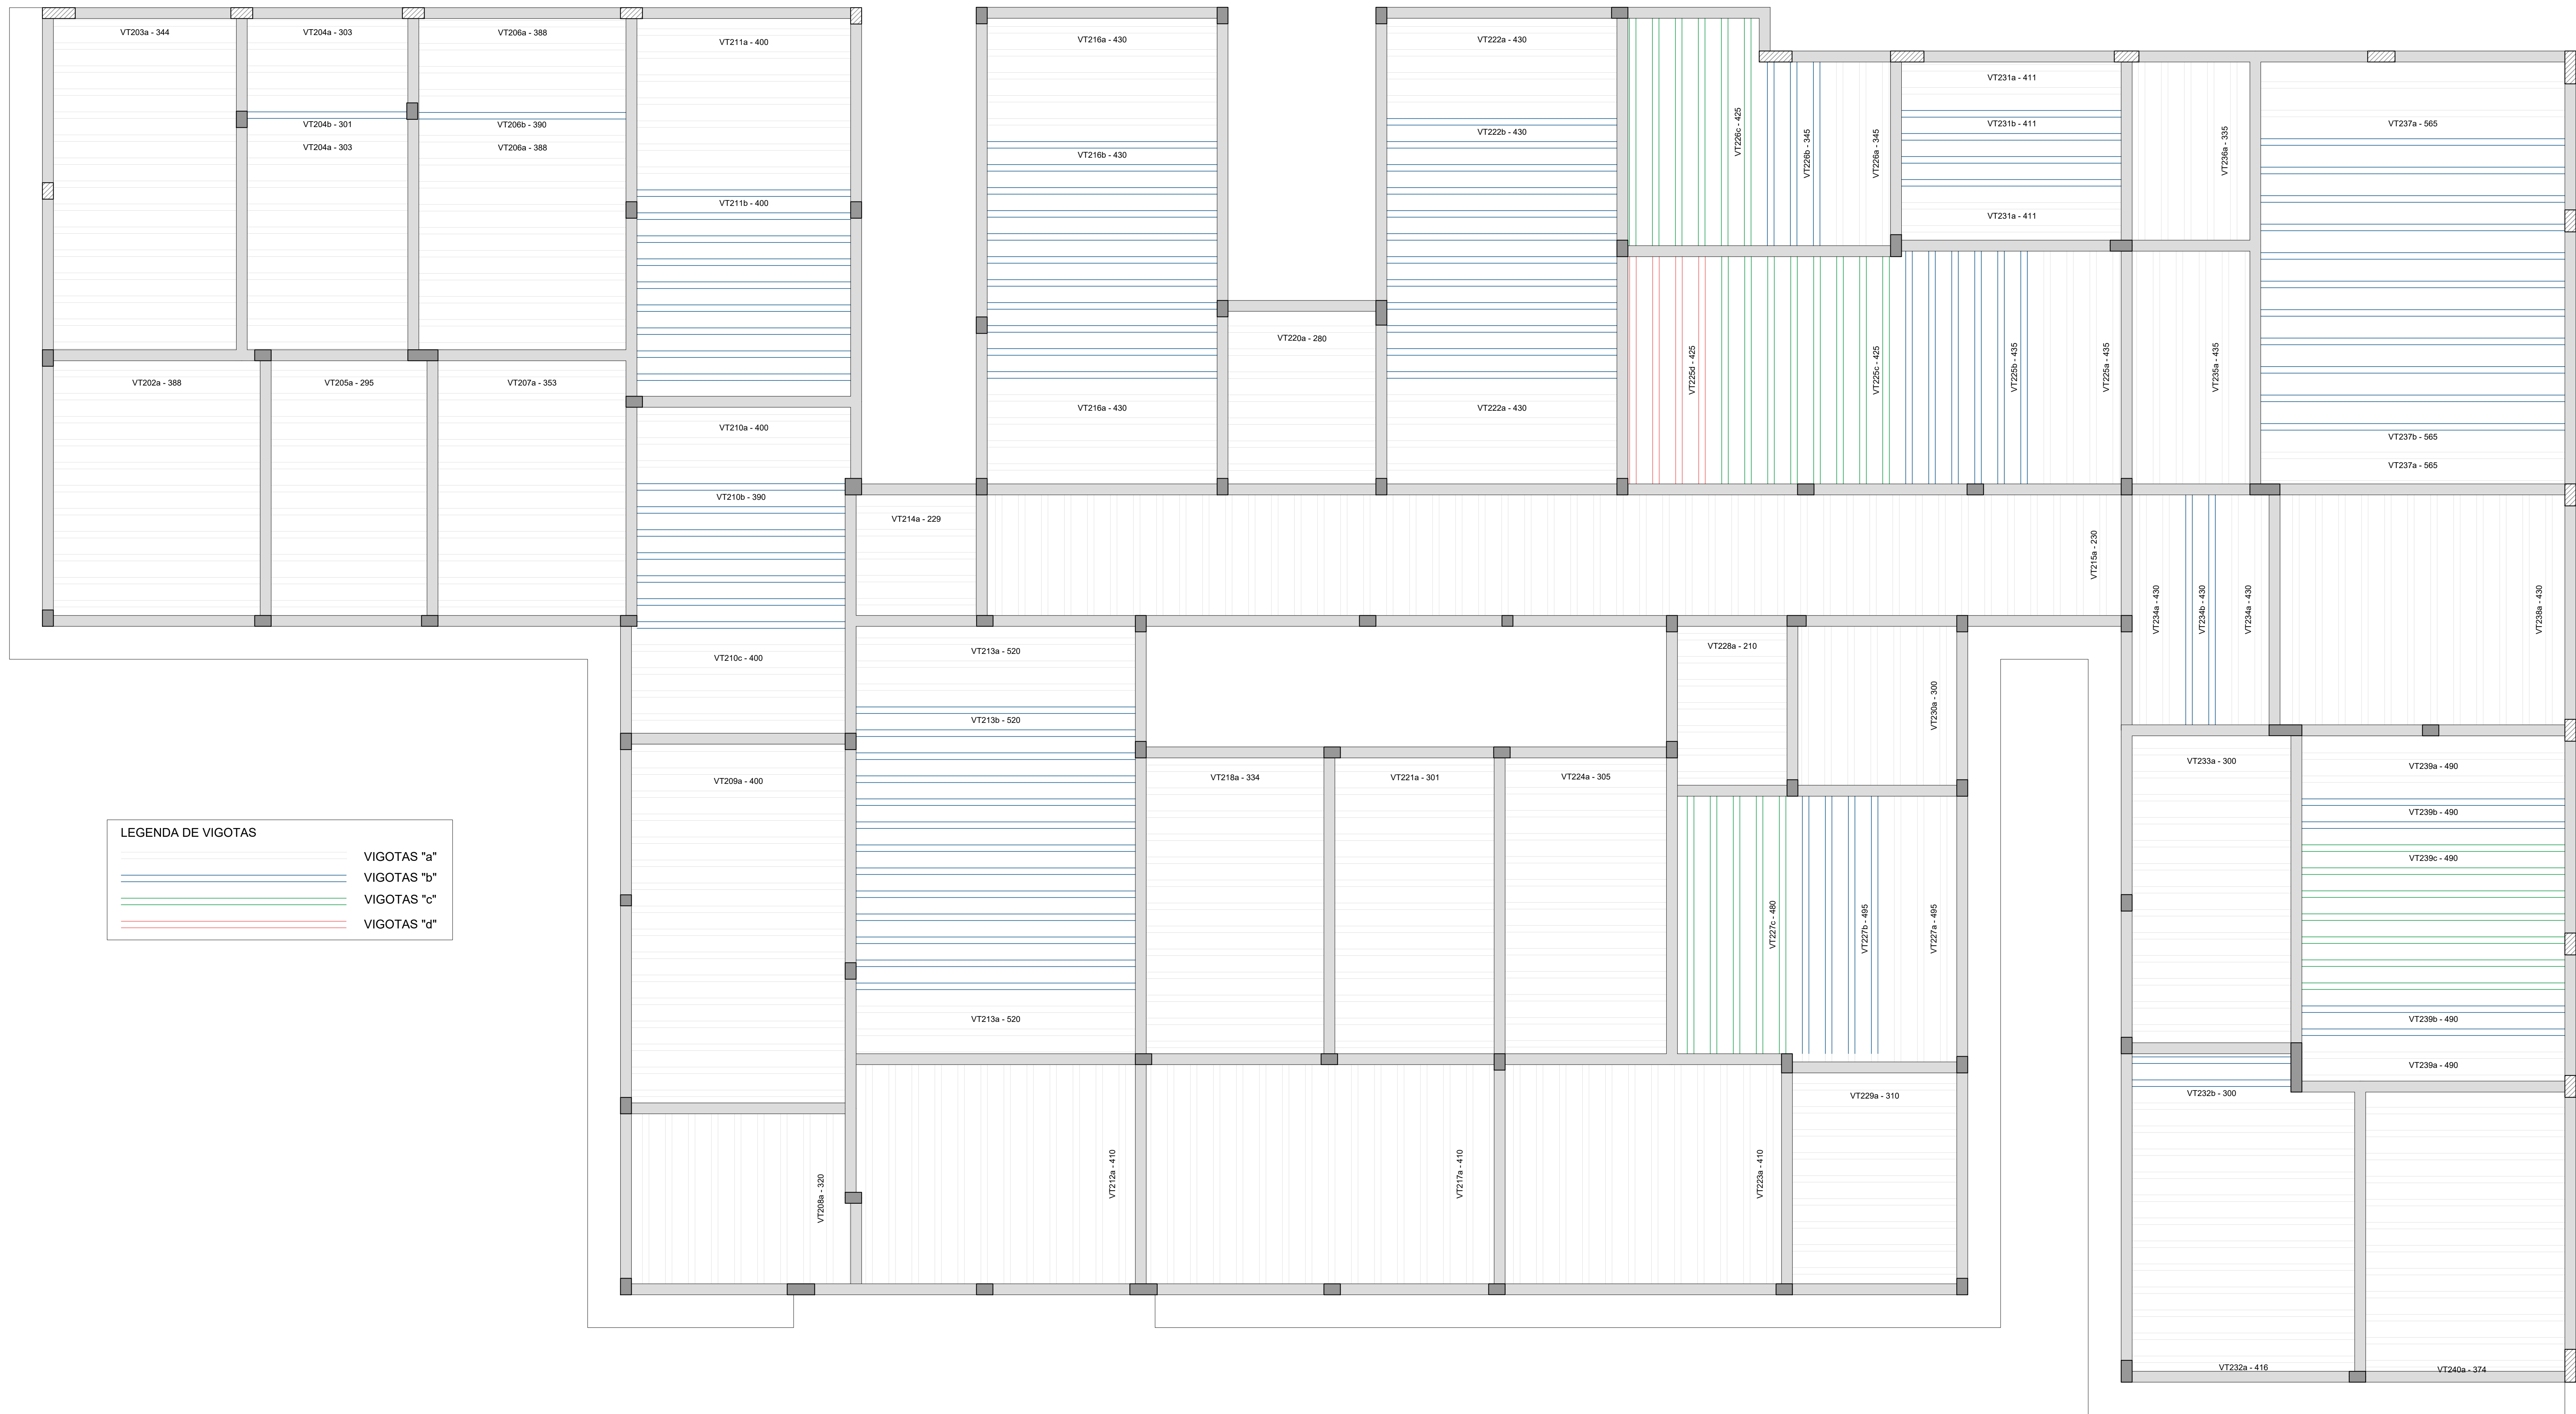 VT203a - 344
VT204a - 303
VT206a - 388
VT211a - 400
VT216a - 430
VT222a - 430
VT231a - 411
VT204b - 301
VT206b - 390
VT222b - 430
VT226c - 425
VT226b - 345
VT226a - 345
VT231b - 411
VT236a - 335
VT237a - 565
VT204a - 303
VT206a - 388
VT216b - 430
VT211b - 400
VT231a - 411
VT220a - 280
VT202a - 388
VT205a - 295
VT207a - 353
VT225d - 425
VT225c - 425
VT225b - 435
VT225a - 435
VT235a - 435
VT210a - 400
VT216a - 430
VT222a - 430
VT237b - 565
VT237a - 565
VT210b - 390
VT214a - 229
VT215a - 230
VT234a - 430
VT234b - 430
VT234a - 430
VT238a - 430
VT210c - 400
VT213a - 520
VT228a - 210
VT230a - 300
VT213b - 520
VT209a - 400
VT218a - 334
VT221a - 301
VT224a - 305
VT233a - 300
VT239a - 490
VT239b - 490
VT239c - 490
LEGENDA DE VIGOTAS
VIGOTAS "a"
VIGOTAS "b"
VIGOTAS "c"
VIGOTAS "d"
VT227c - 480
VT227b - 495
VT227a - 495
VT213a - 520
VT239b - 490
VT239a - 490
VT229a - 310
VT232b - 300
VT208a - 320
VT212a - 410
VT217a - 410
VT223a - 410
VT232a - 416
VT240a - 374